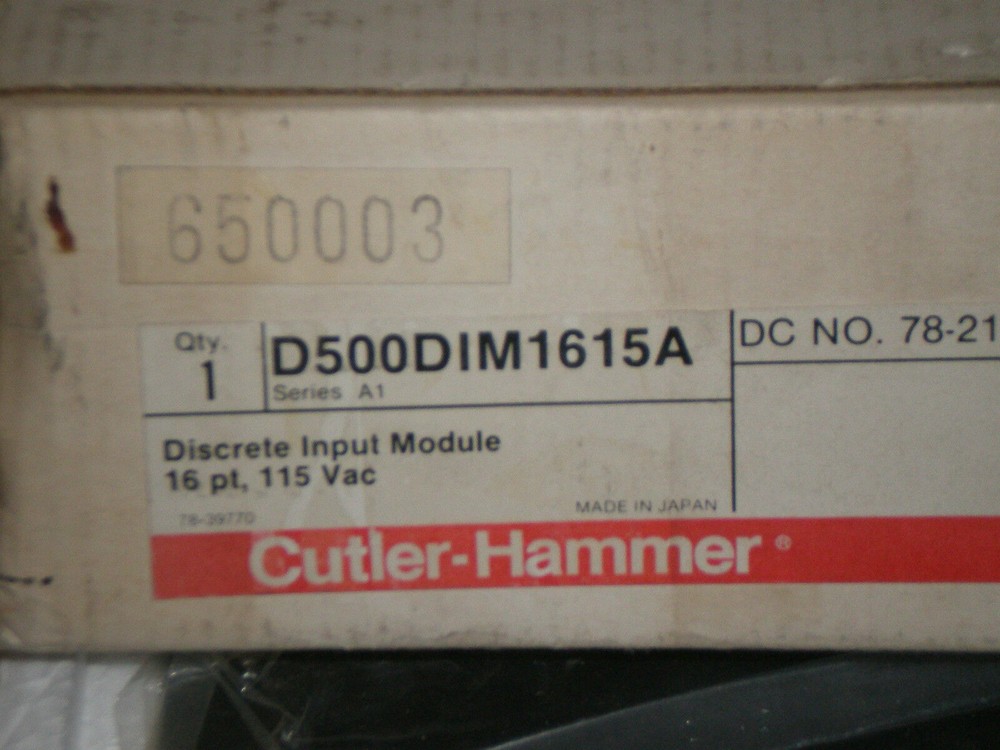 650003
Qty.
1
D500DIM1615A
Series A1
DC NO. 78-21
Discrete Input Module
16 pt, 115 Vac
78-39770
MADE IN JAPAN
Cutler-Hammer®